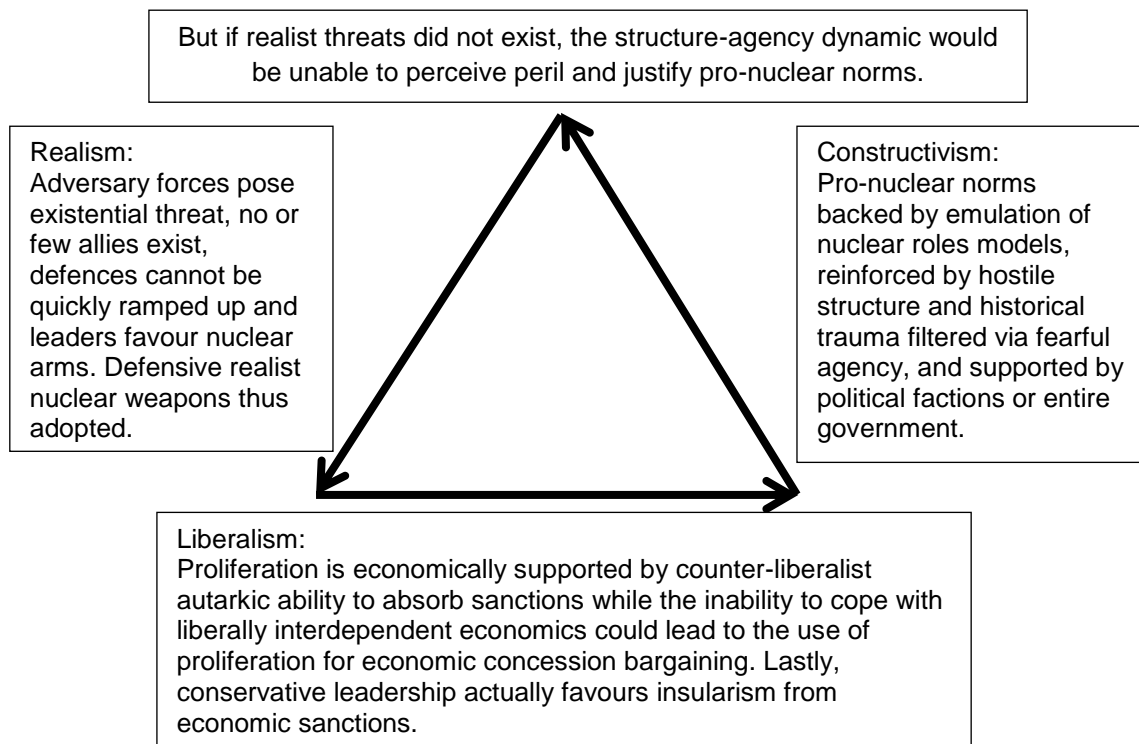 But if realist threats did not exist, the structure-agency dynamic would
be unable to perceive peril and justify pro-nuclear norms.
Realism:
Adversary forces pose
existential threat, no or
few allies exist,
defences cannot be
quickly ramped up and
leaders favour nuclear
arms. Defensive realist
nuclear weapons thus
adopted.
Constructivism:
Pro-nuclear norms
backed by emulation of
nuclear roles models,
reinforced by hostile
structure and historical
trauma filtered via fearful
agency, and supported by
political factions or entire
government.
Liberalism:
Proliferation is economically supported by counter-liberalist
autarkic ability to absorb sanctions while the inability to cope with
liberally interdependent economics could lead to the use of
proliferation for economic concession bargaining. Lastly,
conservative leadership actually favours insularism from
economic sanctions.